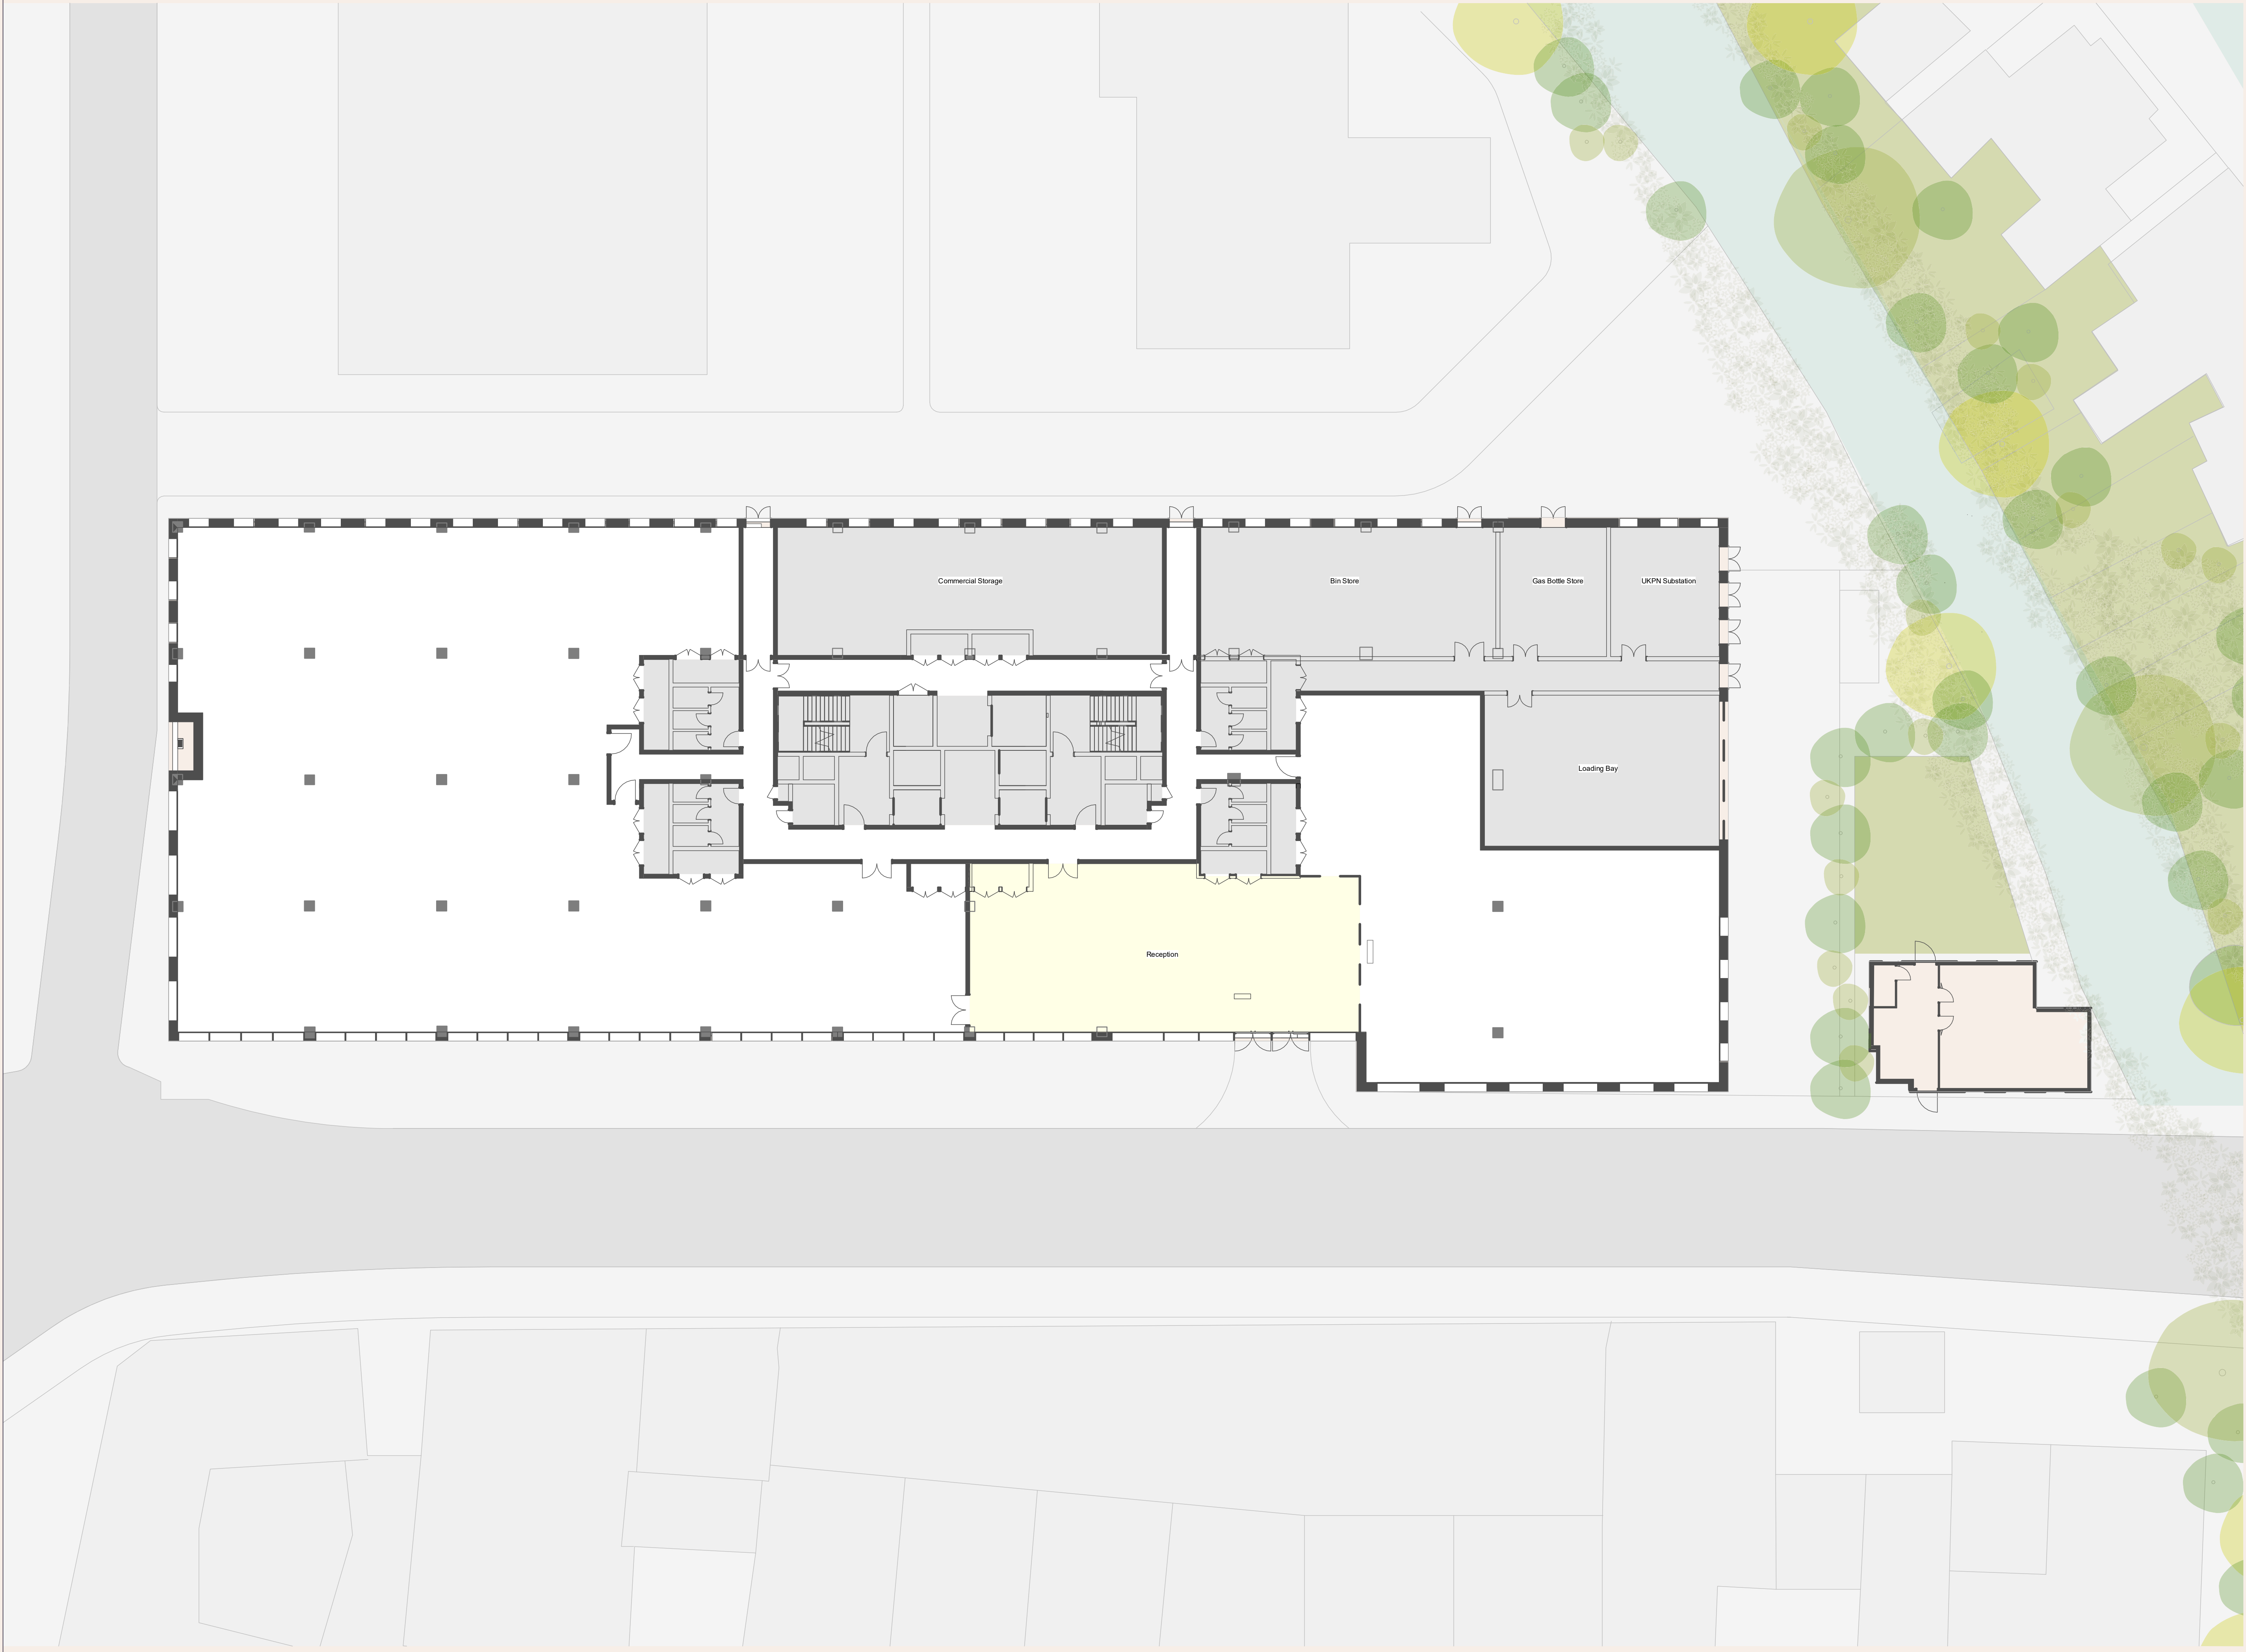 Commercial Storage
Bin Store
Gas Bottle Store
UKPN Substation
Loading Bay
Reception